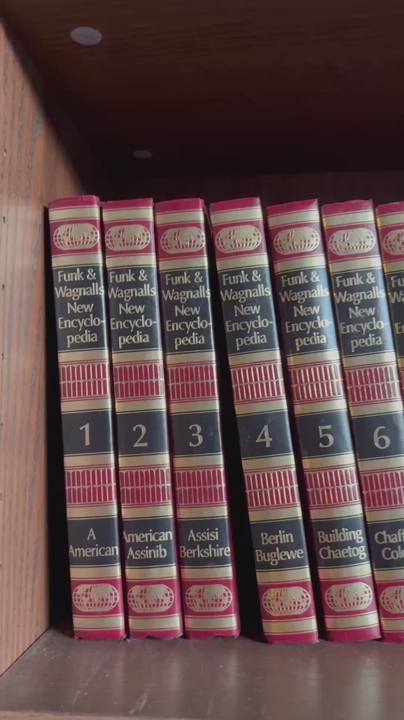 Funk &
Wagnalls
New
Encyclo-
pedia
1
A
American
Funk &
Wagnalls
New
Encyclo-
pedia
2
American
Assinib
Funk &
Wagnalls
New
Encyclo-
pedia
3
Assisi
Berkshire
Funk &
Wagnalls
New
Encyclo-
pedia
4
Berlin
Buglewe
Funk &
Wagnalls
New
Encyclo-
pedia
5
Building
Chaetog
Funk &
Wagnalls
New
Encyclo-
pedia
6